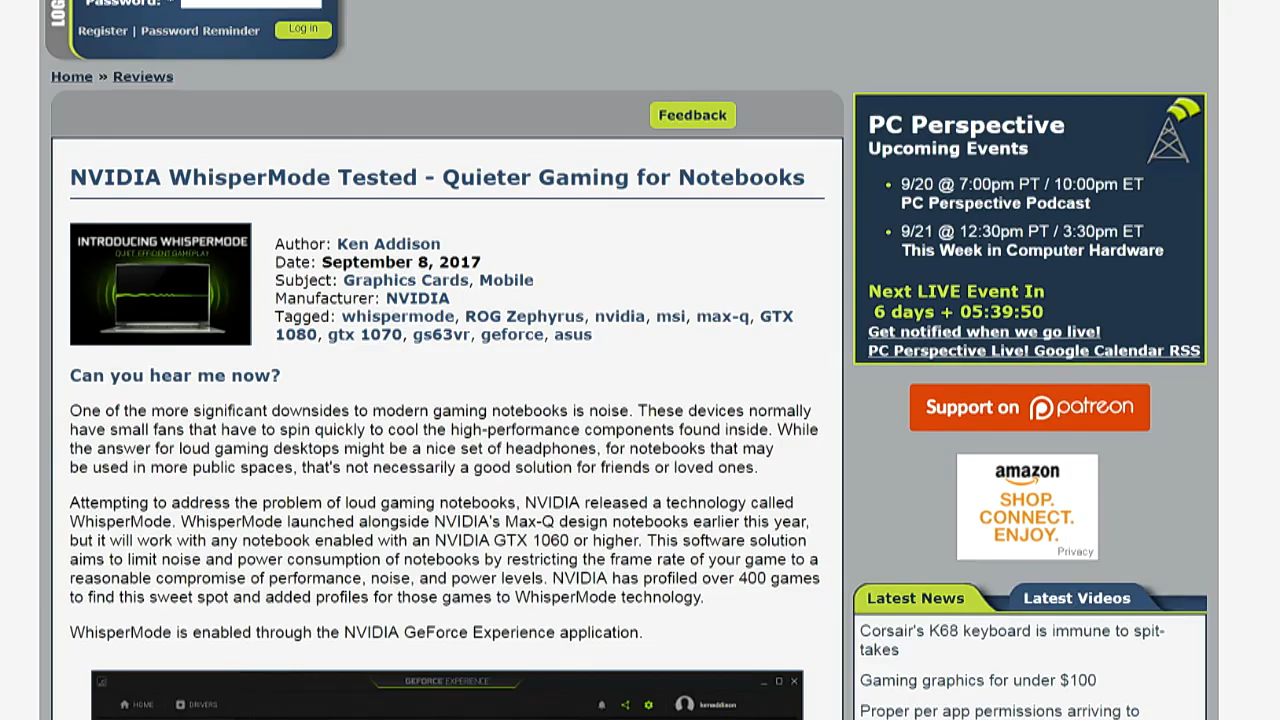 LOG
Password: *
Register | Password Reminder
Log in
Home » Reviews
Feedback
NVIDIA WhisperMode Tested - Quieter Gaming for Notebooks
INTRODUCING WHISPERMODE
QUIET, EFFICIENT GAMEPLAY
Author: Ken Addison
Date: September 8, 2017
Subject: Graphics Cards, Mobile
Manufacturer: NVIDIA
Tagged: whispermode, ROG Zephyrus, nvidia, msi, max-q, GTX
1080, gtx 1070, gs63vr, geforce, asus
Can you hear me now?
One of the more significant downsides to modern gaming notebooks is noise. These devices normally
have small fans that have to spin quickly to cool the high-performance components found inside. While
the answer for loud gaming desktops might be a nice set of headphones, for notebooks that may
be used in more public spaces, that's not necessarily a good solution for friends or loved ones.
Attempting to address the problem of loud gaming notebooks, NVIDIA released a technology called
WhisperMode. WhisperMode launched alongside NVIDIA's Max-Q design notebooks earlier this year,
but it will work with any notebook enabled with an NVIDIA GTX 1060 or higher. This software solution
aims to limit noise and power consumption of notebooks by restricting the frame rate of your game to a
reasonable compromise of performance, noise, and power levels. NVIDIA has profiled over 400 games
to find this sweet spot and added profiles for those games to WhisperMode technology.
WhisperMode is enabled through the NVIDIA GeForce Experience application.
GEFORCE EXPERIENCE
HOME
DRIVERS
kenaddison
PC Perspective
Upcoming Events
• 9/20 @ 7:00pm PT / 10:00pm ET
PC Perspective Podcast
• 9/21 @ 12:30pm PT / 3:30pm ET
This Week in Computer Hardware
Next LIVE Event In
6 days + 05:39:50
Get notified when we go live!
PC Perspective Live! Google Calendar RSS
Support on patreon
amazon
SHOP.
CONNECT.
ENJOY.
Privacy
Latest News
Latest Videos
Corsair's K68 keyboard is immune to spit-
takes
Gaming graphics for under $100
Proper per app permissions arriving to